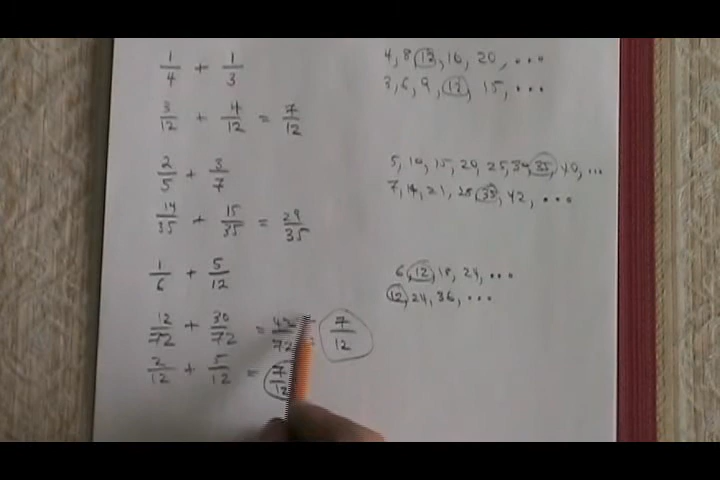 1/4 + 1/3
3/12 + 4/12 = 7/12
2/5 + 3/7
14/35 + 15/35 = 29/35
1/6 + 5/12
12/72 + 30/72 = 42/72 = 7/12
2/12 + 5/12 = 7/12
4, 8, 12, 16, 20, ...
3, 6, 9, 12, 15, ...
5, 10, 15, 20, 25, 30, 35, 40, ...
7, 14, 21, 28, 35, 42, ...
6, 12, 18, 24, ...
12, 24, 36, ...